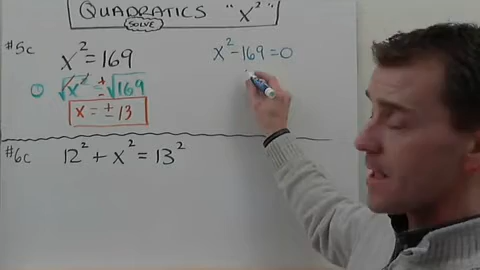 QUADRATICS "x²"
SOLVE
#5c x² = 169
① √x² = ±√169
x = ±13
x² - 169 = 0
#6c 12² + x² = 13²